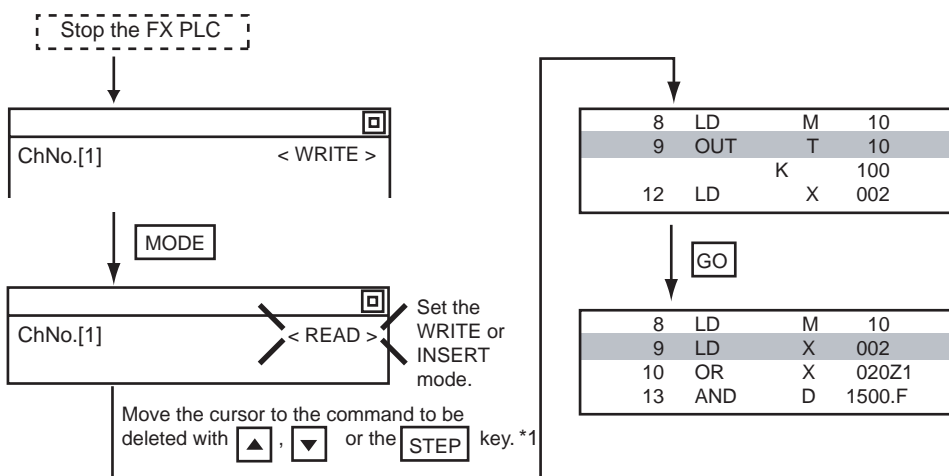 Stop the FX PLC
ChNo.[1] < WRITE >
MODE
ChNo.[1] < READ >
Set the
WRITE or
INSERT
mode.
Move the cursor to the command to be
deleted with ▲ , ▼ or the STEP key. *1
8 LD M 10
9 OUT T 10
K 100
12 LD X 002
GO
8 LD M 10
9 LD X 002
10 OR X 020Z1
13 AND D 1500.F